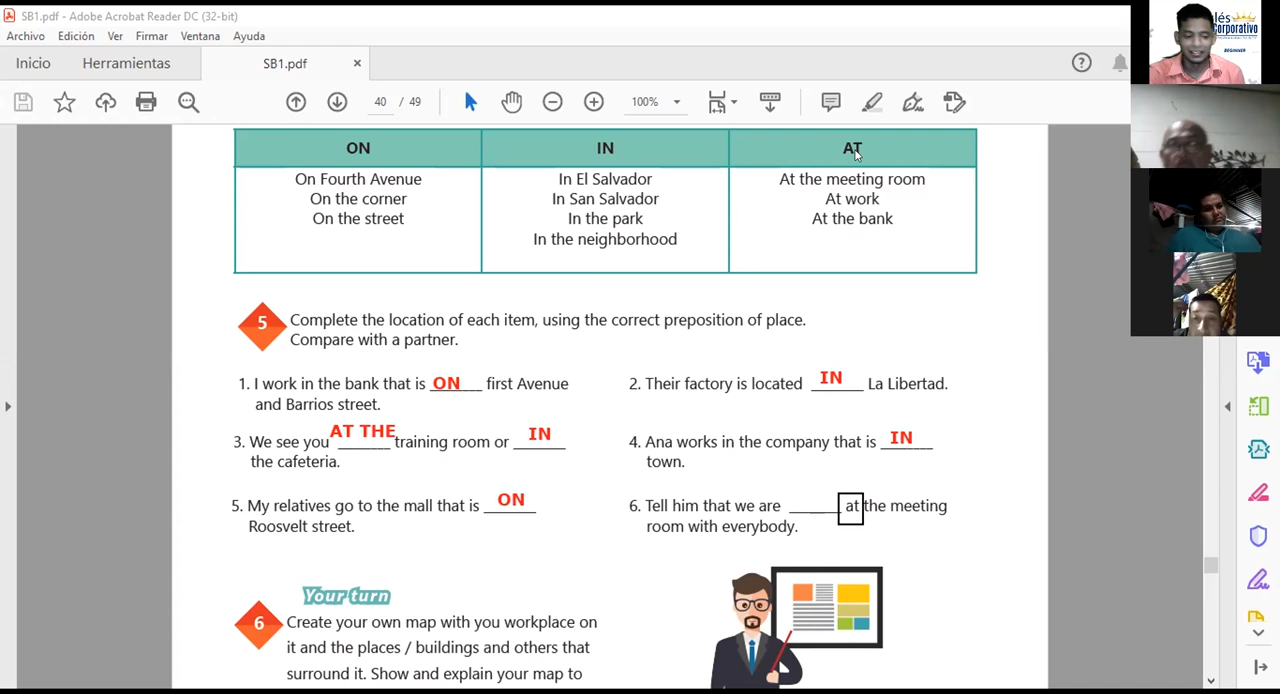 SB1.pdf - Adobe Acrobat Reader DC (32-bit)
Archivo Edición Ver Firmar Ventana Ayuda
Inicio Herramientas SB1.pdf ×
40 / 49 100%
lés
Corporativo
BEGINNER
ON IN AT
On Fourth Avenue In El Salvador At the meeting room
On the corner In San Salvador At work
On the street In the park At the bank
In the neighborhood
5 Complete the location of each item, using the correct preposition of place.
Compare with a partner.
1. I work in the bank that is ON first Avenue
and Barrios street.
2. Their factory is located IN La Libertad.
3. We see you AT THE training room or IN
the cafeteria.
4. Ana works in the company that is IN
town.
5. My relatives go to the mall that is ON
Roosvelt street.
6. Tell him that we are ______ at the meeting
room with everybody.
Your turn
6 Create your own map with you workplace on
it and the places / buildings and others that
surround it. Show and explain your map to